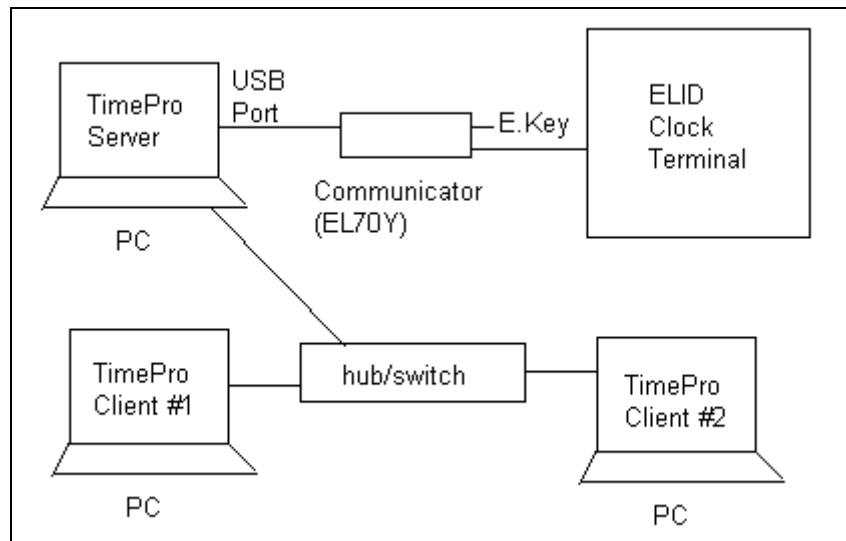 TimePro
Server
USB
Port
E.Key
ELID
Clock
Terminal
Communicator
(EL70Y)
PC
TimePro
Client #1
hub/switch
TimePro
Client #2
PC
PC